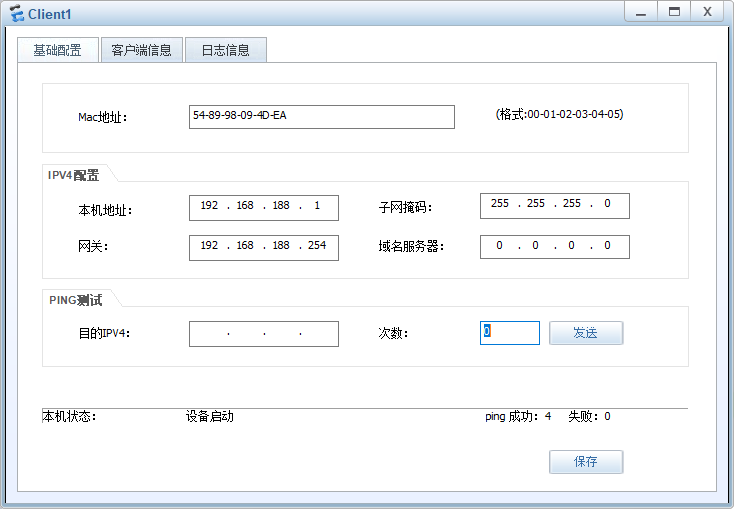 Client1
基础配置 客户端信息 日志信息
Mac地址: 54-89-98-09-4D-EA (格式:00-01-02-03-04-05)
IPV4配置
本机地址: 192 . 168 . 188 . 1 子网掩码: 255 . 255 . 255 . 0
网关: 192 . 168 . 188 . 254 域名服务器: 0 . 0 . 0 . 0
PING测试
目的IPV4: . . . 次数: 0 发送
本机状态: 设备启动 ping 成功: 4 失败: 0
保存